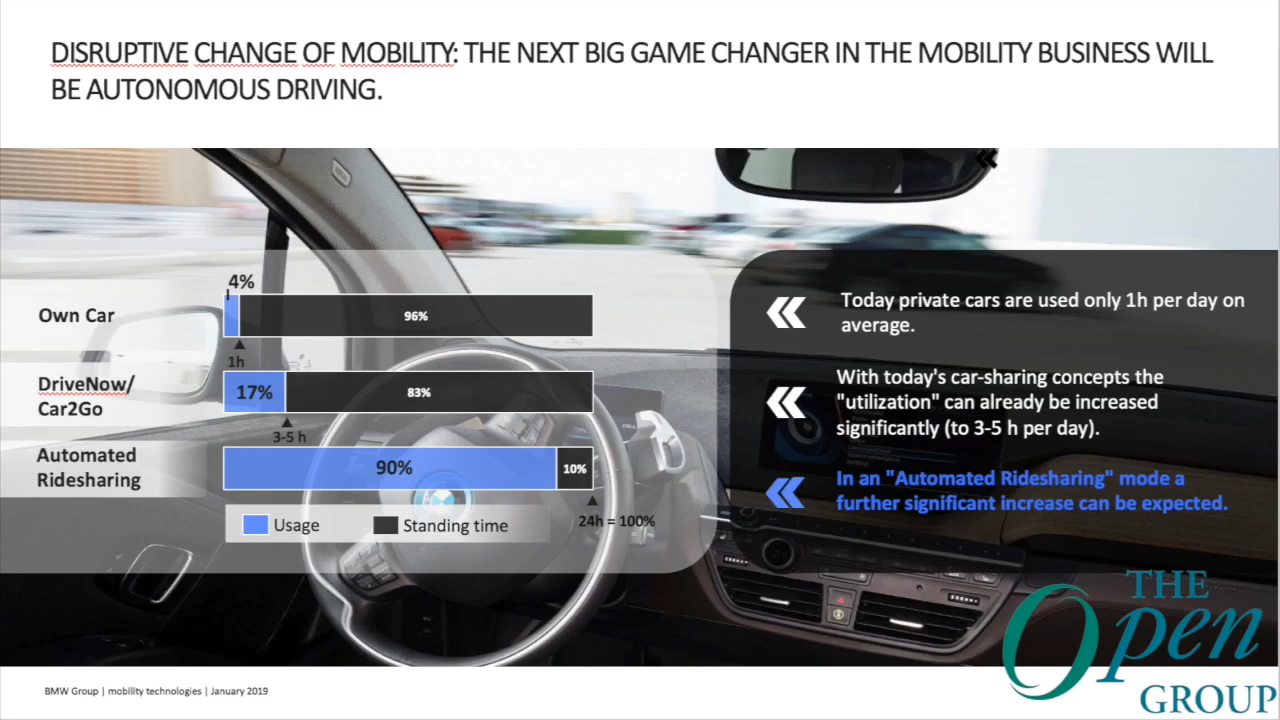 DISRUPTIVE CHANGE OF MOBILITY: THE NEXT BIG GAME CHANGER IN THE MOBILITY BUSINESS WILL
BE AUTONOMOUS DRIVING.
4%
Own Car
96%
1h
DriveNow/
Car2Go
17%
83%
3-5 h
Automated
Ridesharing
90%
10%
24h = 100%
Usage
Standing time
Today private cars are used only 1h per day on
average.
With today's car-sharing concepts the
"utilization" can already be increased
significantly (to 3-5 h per day).
In an "Automated Ridesharing" mode a
further significant increase can be expected.
BMW Group | mobility technologies | January 2019
THE
Open
GROUP